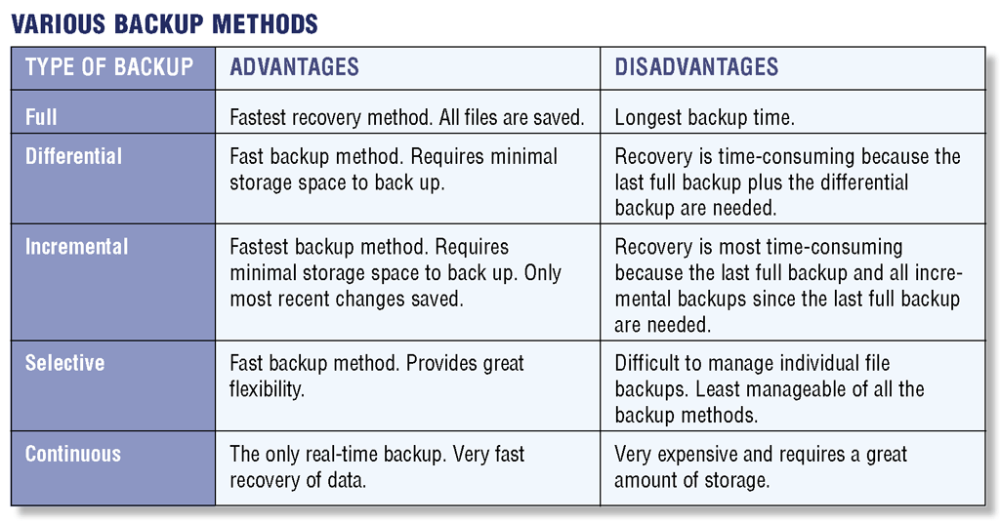 VARIOUS BACKUP METHODS
TYPE OF BACKUP ADVANTAGES DISADVANTAGES
Full
Fastest recovery method. All files are saved.
Longest backup time.
Differential
Fast backup method. Requires minimal
storage space to back up.
Recovery is time-consuming because the
last full backup plus the differential
backup are needed.
Incremental
Fastest backup method. Requires
minimal storage space to back up. Only
most recent changes saved.
Recovery is most time-consuming
because the last full backup and all incre-
mental backups since the last full backup
are needed.
Selective
Fast backup method. Provides great
flexibility.
Difficult to manage individual file
backups. Least manageable of all the
backup methods.
Continuous
The only real-time backup. Very fast
recovery of data.
Very expensive and requires a great
amount of storage.